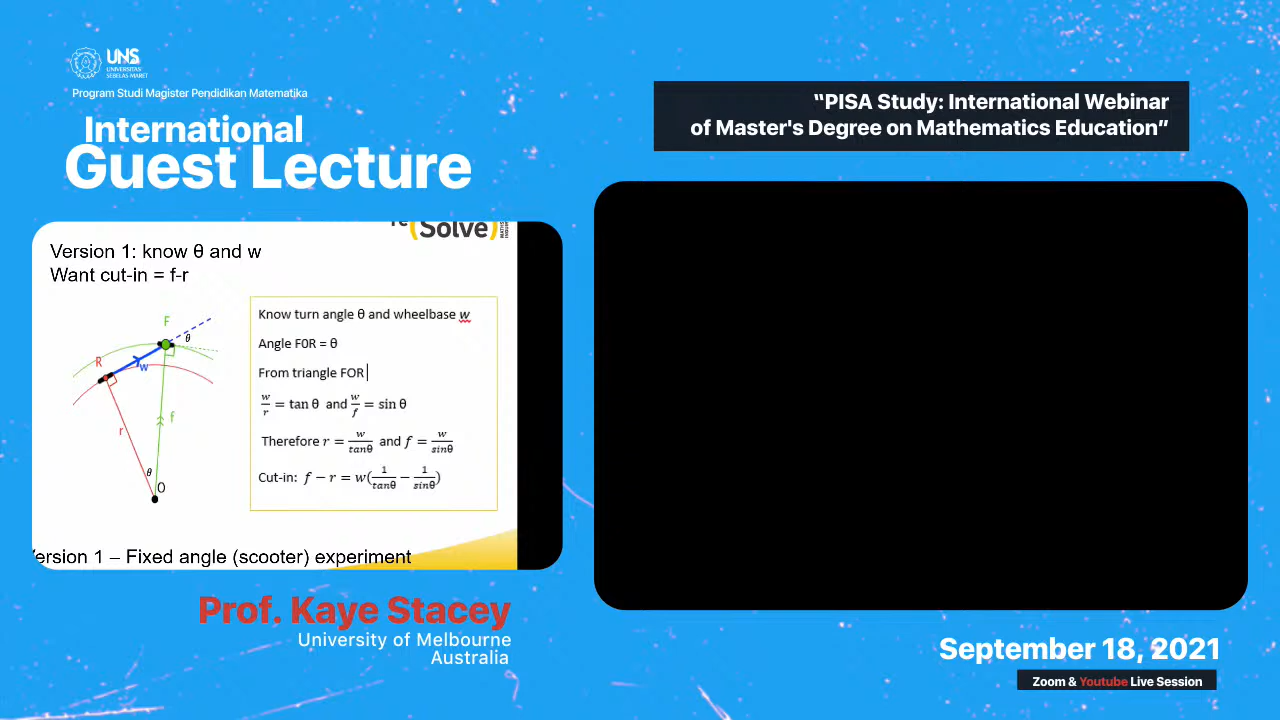 UNS
UNIVERSITAS
SEBELAS MARET
Program Studi Magister Pendidikan Matematika
International
Guest Lecture
"PISA Study: International Webinar
of Master's Degree on Mathematics Education"
re(Solve)
Version 1: know θ and w
Want cut-in = f-r
F
θ
R
w
f
r
θ
O
Know turn angle θ and wheelbase w
Angle FOR = θ
From triangle FOR
w/r = tan θ and w/f = sin θ
Therefore r = w/tanθ and f = w/sinθ
Cut-in: f − r = w(1/tanθ − 1/sinθ)
ersion 1 – Fixed angle (scooter) experiment
Prof. Kaye Stacey
University of Melbourne
Australia
September 18, 2021
Zoom & Youtube Live Session